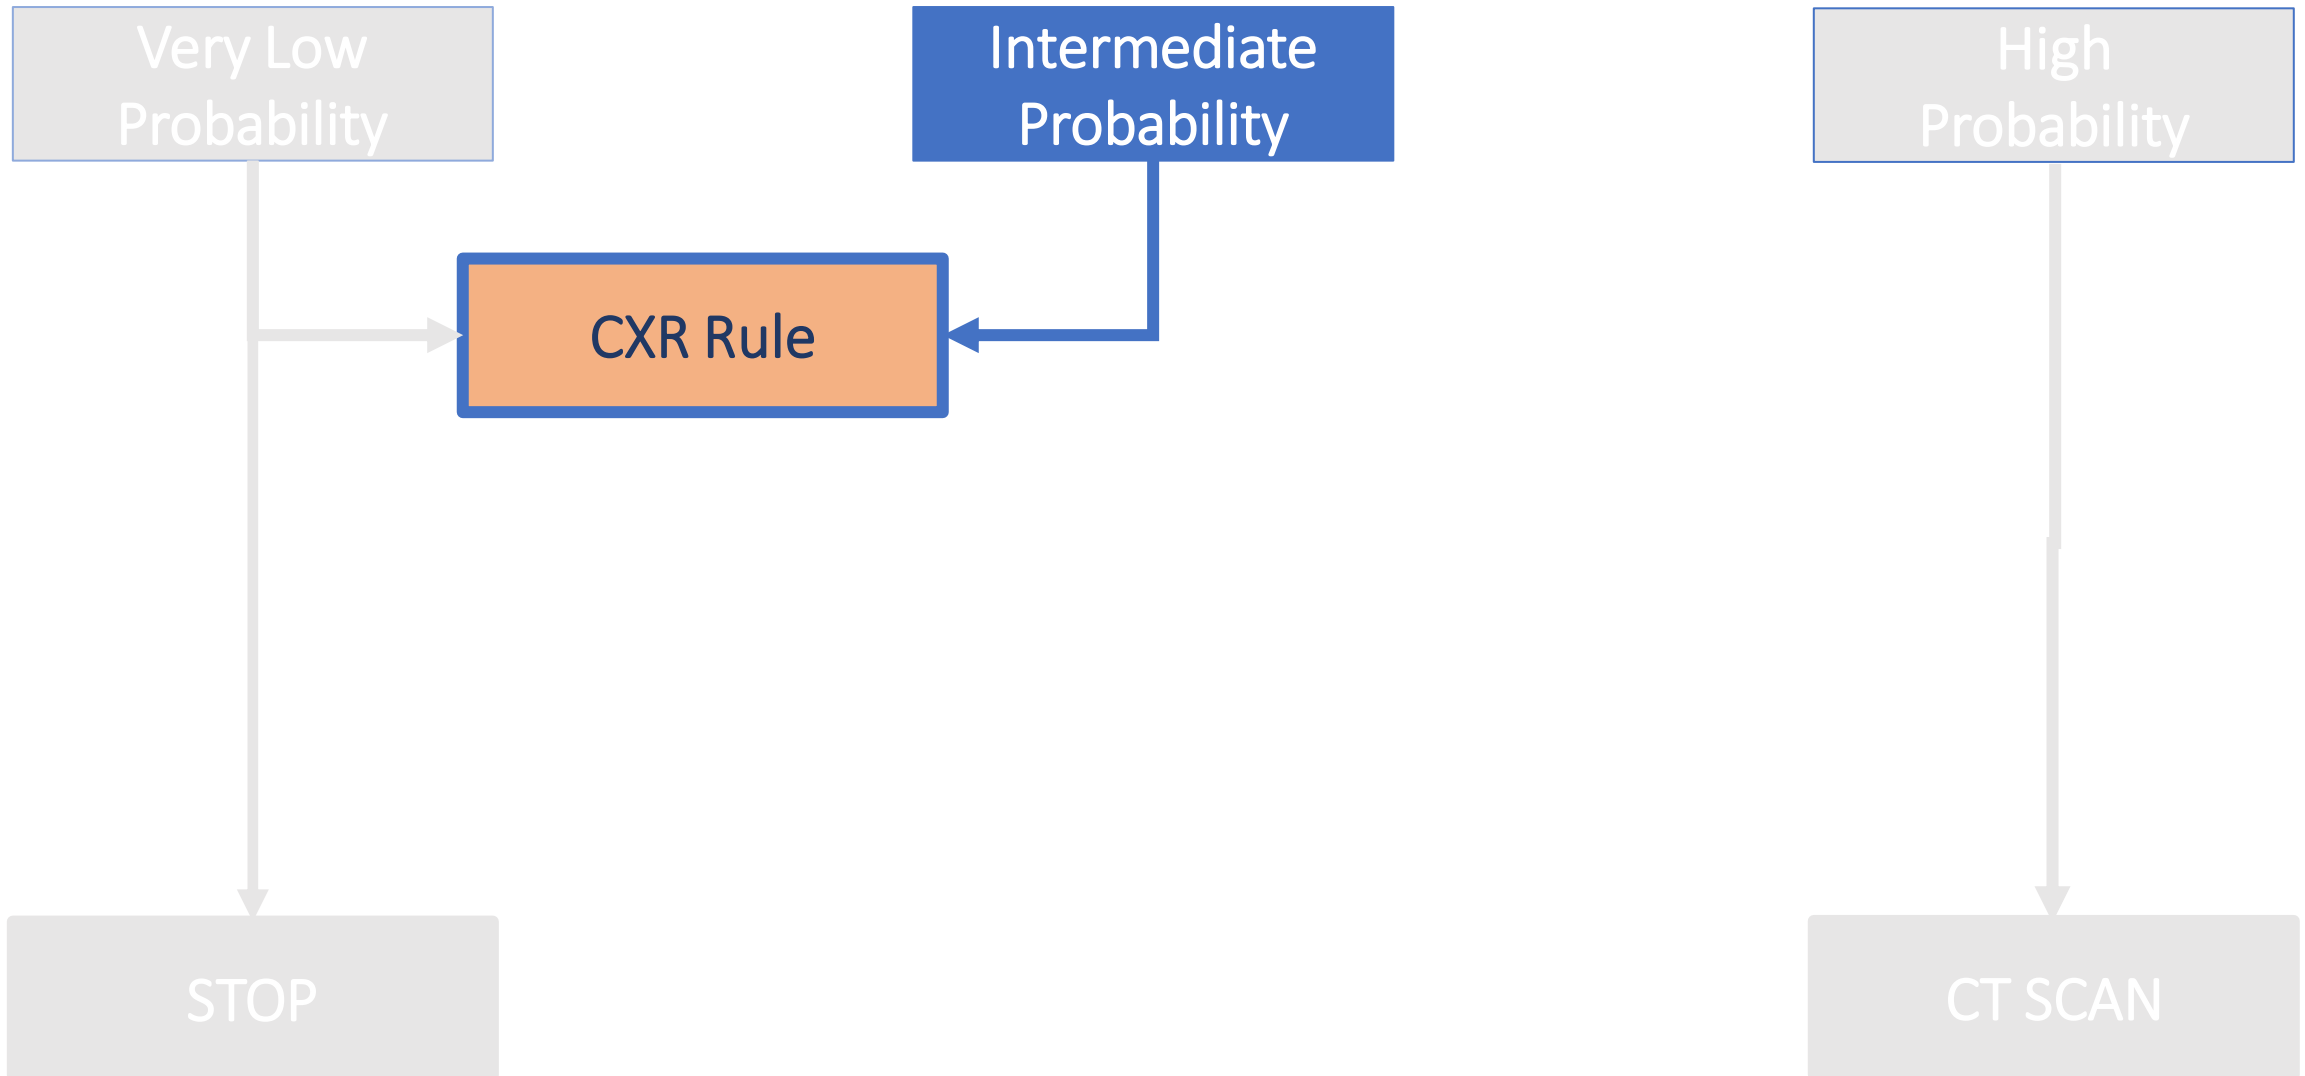 Very Low
Probability
Intermediate
Probability
High
Probability
CXR Rule
STOP
CT SCAN